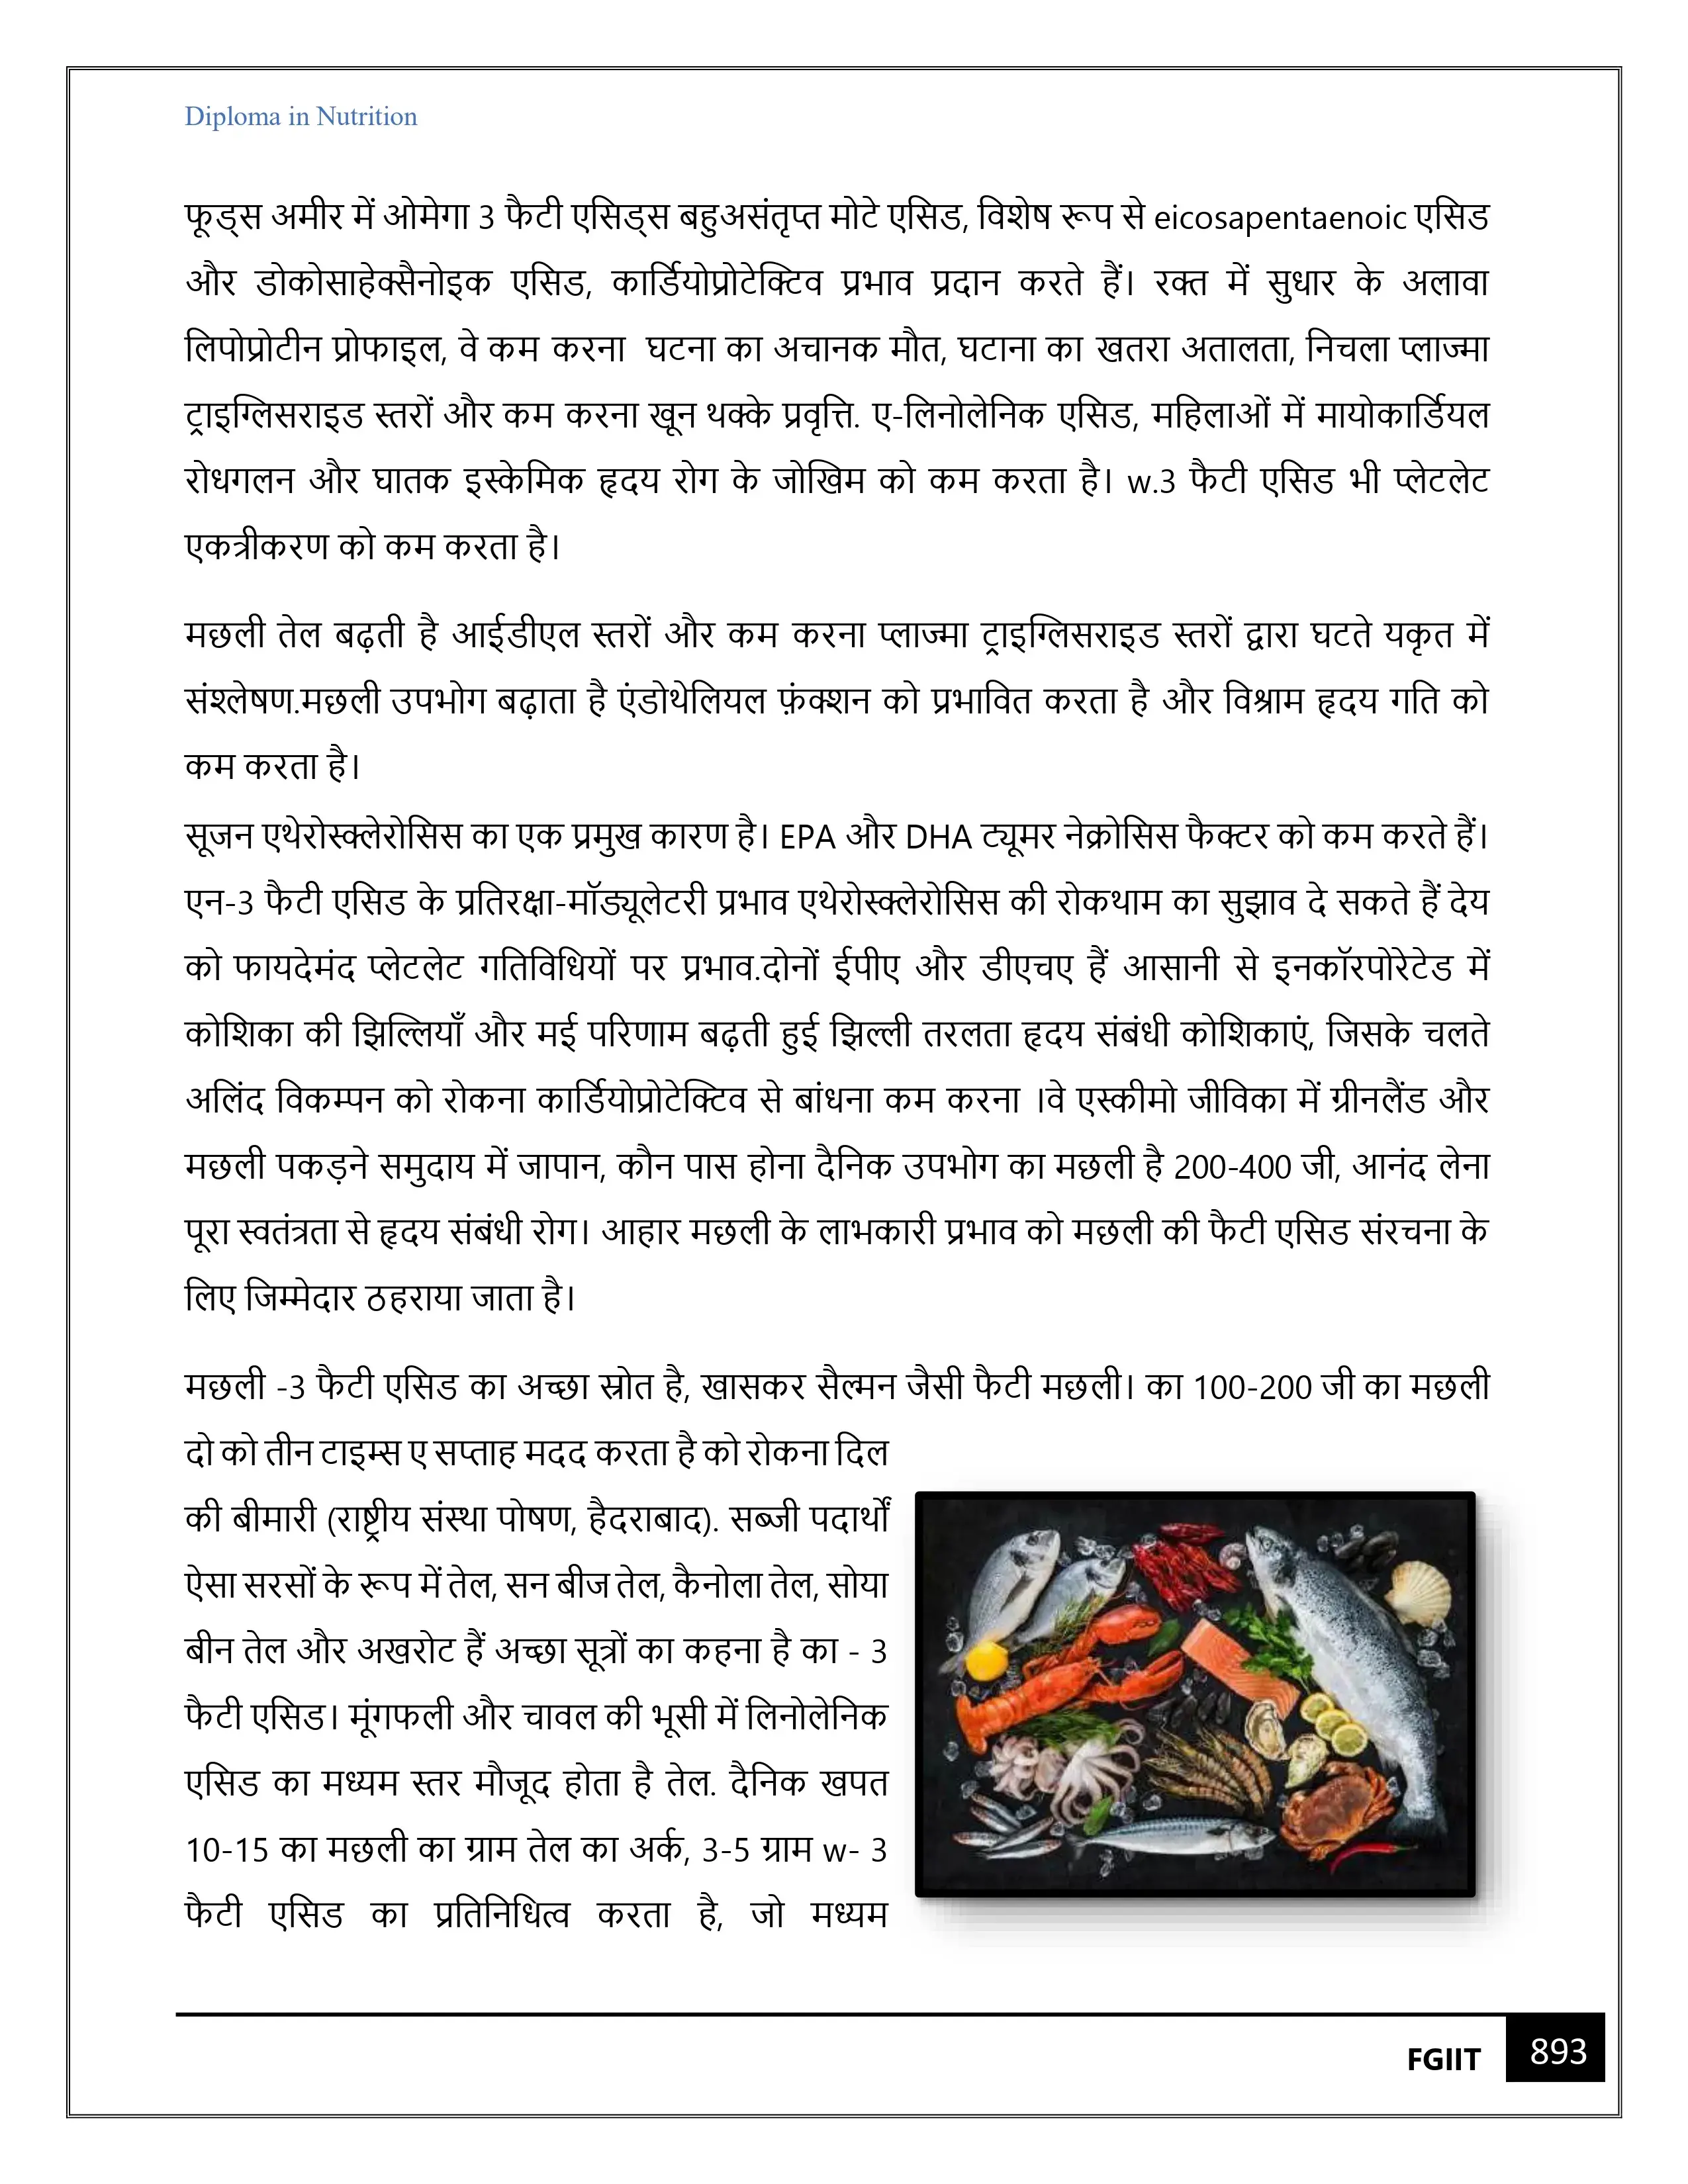 Diploma in Nutrition
फूड्स अमीर में ओमेगा 3 फैटी एसिड्स बहुअसंतृप्त मोटे एसिड, विशेष रूप से eicosapentaenoic एसिड
और डोकोसाहेक्सैनोइक एसिड, कार्डियोप्रोटेक्टिव प्रभाव प्रदान करते हैं। रक्त में सुधार के अलावा
लिपोप्रोटीन प्रोफाइल, वे कम करना घटना का अचानक मौत, घटाना का खतरा अतालता, निचला प्लाज्मा
ट्राइग्लिसराइड स्तरों और कम करना खून थक्के प्रवृत्ति. ए-लिनोलेनिक एसिड, महिलाओं में मायोकार्डियल
रोधगलन और घातक इस्केमिक हृदय रोग के जोखिम को कम करता है। w.3 फैटी एसिड भी प्लेटलेट
एकत्रीकरण को कम करता है।
मछली तेल बढ़ती है आईडीएल स्तरों और कम करना प्लाज्मा ट्राइग्लिसराइड स्तरों द्वारा घटते यकृत में
संश्लेषण.मछली उपभोग बढ़ाता है एंडोथेलियल फ़ंक्शन को प्रभावित करता है और विश्राम हृदय गति को
कम करता है।
सूजन एथेरोस्क्लेरोसिस का एक प्रमुख कारण है। EPA और DHA ट्यूमर नेक्रोसिस फैक्टर को कम करते हैं।
एन-3 फैटी एसिड के प्रतिरक्षा-मॉड्यूलेटरी प्रभाव एथेरोस्क्लेरोसिस की रोकथाम का सुझाव दे सकते हैं देय
को फायदेमंद प्लेटलेट गतिविधियों पर प्रभाव.दोनों ईपीए और डीएचए हैं आसानी से इनकॉरपोरेटेड में
कोशिका की झिल्लियाँ और मई परिणाम बढ़ती हुई झिल्ली तरलता हृदय संबंधी कोशिकाएं, जिसके चलते
अलिंद विकम्पन को रोकना कार्डियोप्रोटेक्टिव से बांधना कम करना ।वे एस्कीमो जीविका में ग्रीनलैंड और
मछली पकड़ने समुदाय में जापान, कौन पास होना दैनिक उपभोग का मछली है 200-400 जी, आनंद लेना
पूरा स्वतंत्रता से हृदय संबंधी रोग। आहार मछली के लाभकारी प्रभाव को मछली की फैटी एसिड संरचना के
लिए जिम्मेदार ठहराया जाता है।
मछली -3 फैटी एसिड का अच्छा स्रोत है, खासकर सैल्मन जैसी फैटी मछली। का 100-200 जी का मछली
दो को तीन टाइम्स ए सप्ताह मदद करता है को रोकना दिल
की बीमारी (राष्ट्रीय संस्था पोषण, हैदराबाद). सब्जी पदार्थों
ऐसा सरसों के रूप में तेल, सन बीज तेल, कैनोला तेल, सोया
बीन तेल और अखरोट हैं अच्छा सूत्रों का कहना है का - 3
फैटी एसिड। मूंगफली और चावल की भूसी में लिनोलेनिक
एसिड का मध्यम स्तर मौजूद होता है तेल. दैनिक खपत
10-15 का मछली का ग्राम तेल का अर्क, 3-5 ग्राम w- 3
फैटी एसिड का प्रतिनिधित्व करता है, जो मध्यम
FGIIT 893